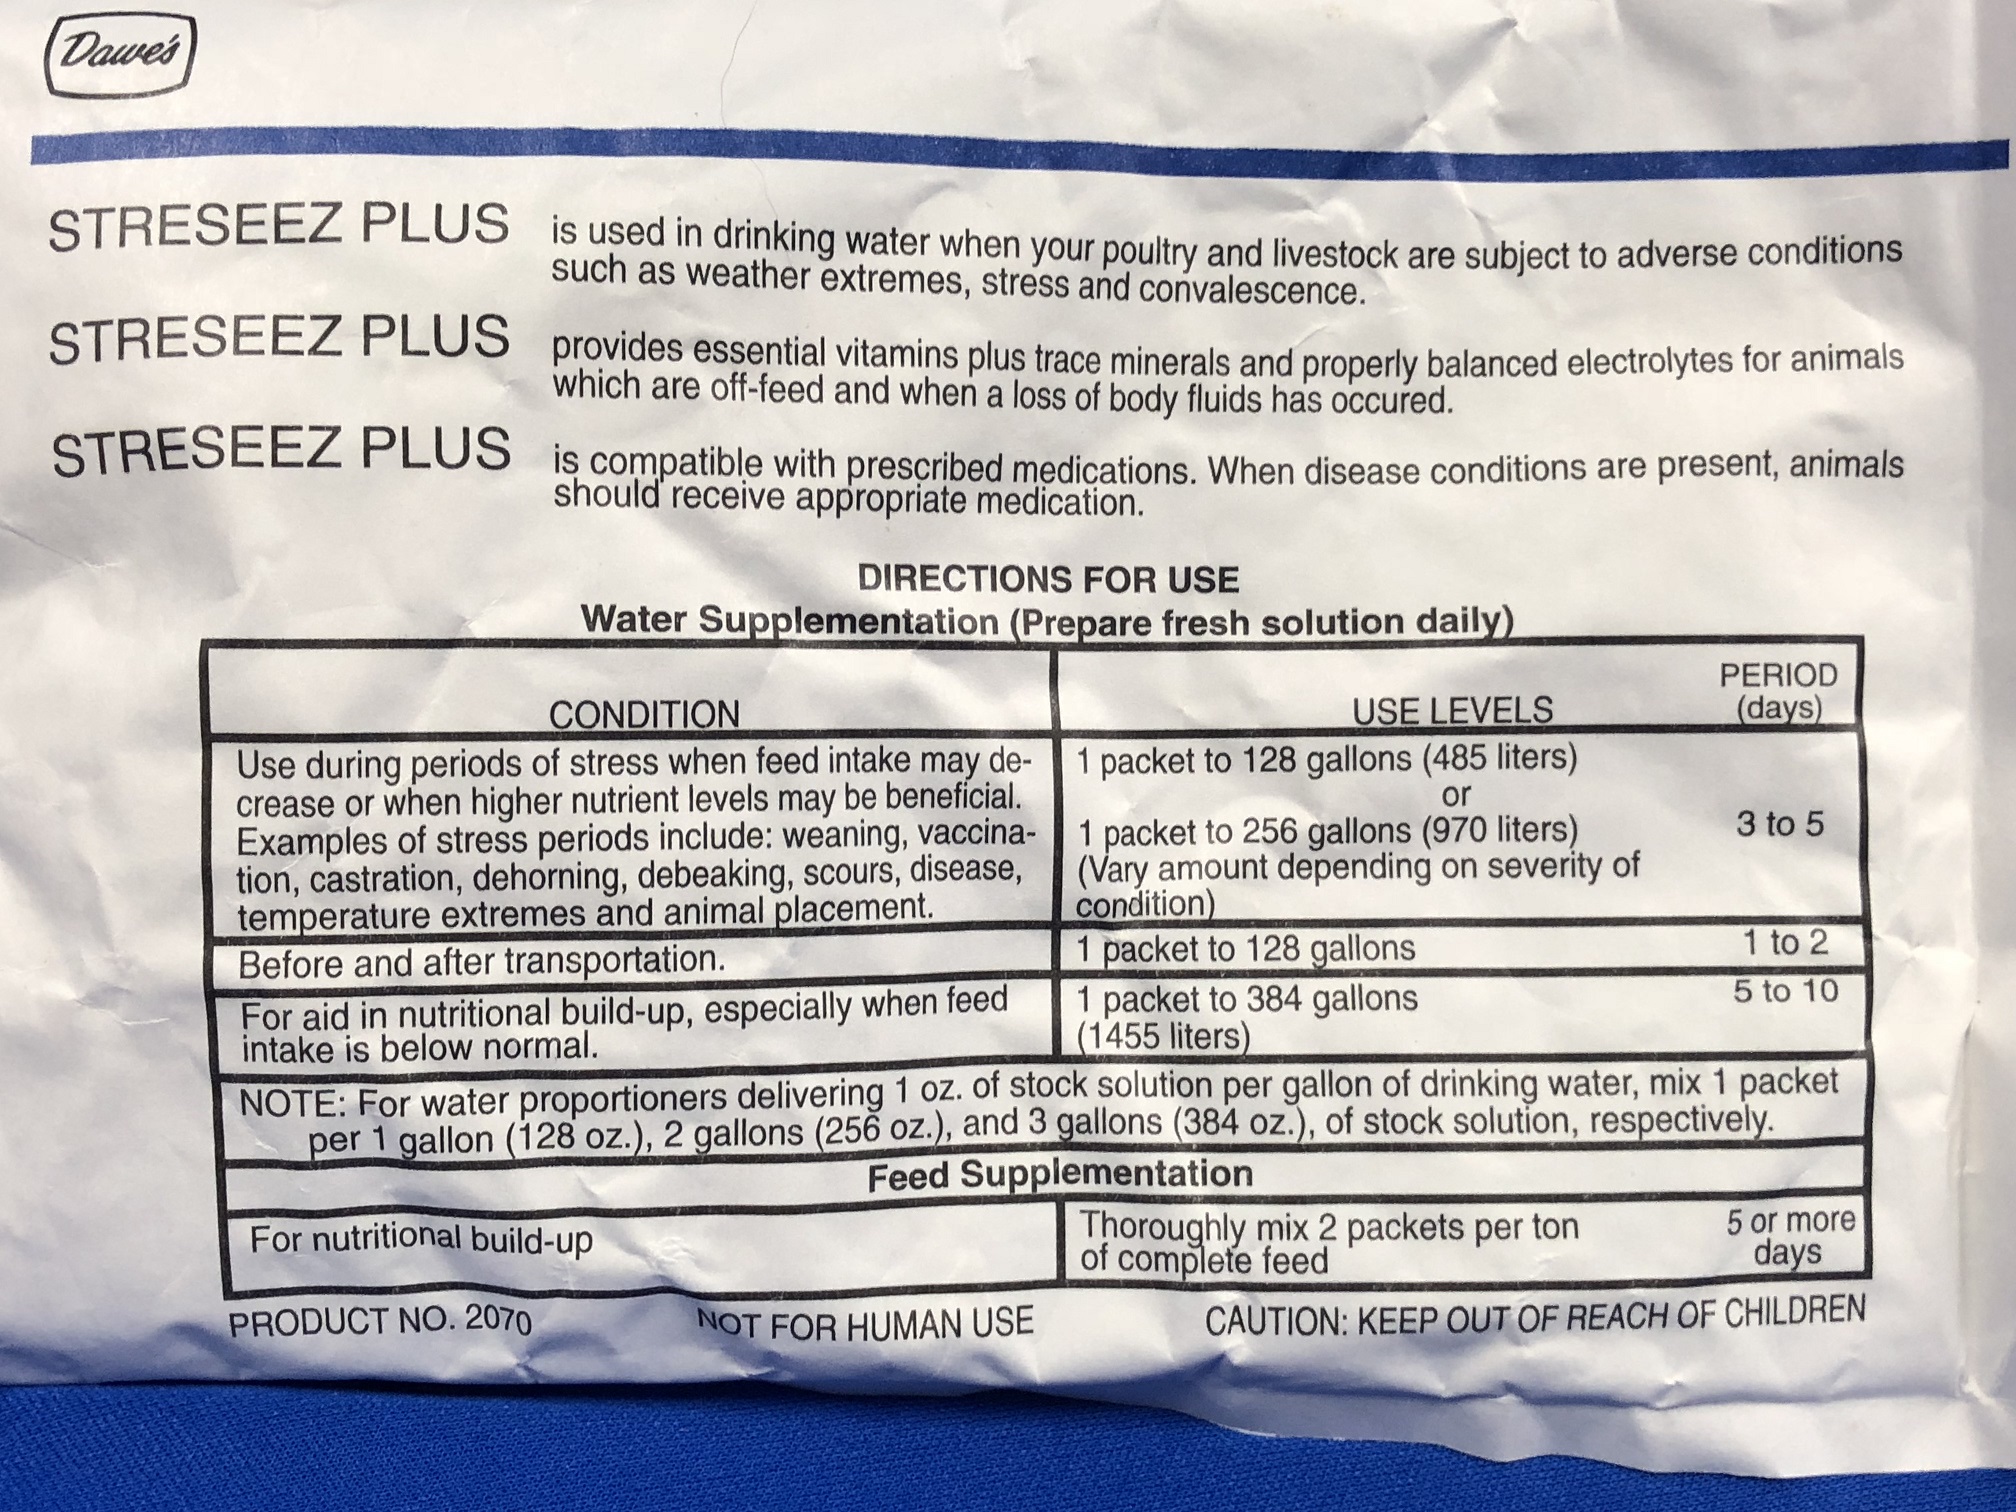 Dawe's
STRESEEZ PLUS is used in drinking water when your poultry and livestock are subject to adverse conditions
such as weather extremes, stress and convalescence.
STRESEEZ PLUS provides essential vitamins plus trace minerals and properly balanced electrolytes for animals
which are off-feed and when a loss of body fluids has occured.
STRESEEZ PLUS is compatible with prescribed medications. When disease conditions are present, animals
should receive appropriate medication.
DIRECTIONS FOR USE
Water Supplementation (Prepare fresh solution daily)
CONDITION
USE LEVELS
PERIOD
(days)
Use during periods of stress when feed intake may de-
crease or when higher nutrient levels may be beneficial.
Examples of stress periods include: weaning, vaccina-
tion, castration, dehorning, debeaking, scours, disease,
temperature extremes and animal placement.
1 packet to 128 gallons (485 liters)
or
1 packet to 256 gallons (970 liters)
(Vary amount depending on severity of
condition)
3 to 5
Before and after transportation.
1 packet to 128 gallons
1 to 2
For aid in nutritional build-up, especially when feed
intake is below normal.
1 packet to 384 gallons
(1455 liters)
5 to 10
NOTE: For water proportioners delivering 1 oz. of stock solution per gallon of drinking water, mix 1 packet
per 1 gallon (128 oz.), 2 gallons (256 oz.), and 3 gallons (384 oz.), of stock solution, respectively.
Feed Supplementation
For nutritional build-up
Thoroughly mix 2 packets per ton
of complete feed
5 or more
days
PRODUCT NO. 2070
NOT FOR HUMAN USE
CAUTION: KEEP OUT OF REACH OF CHILDREN